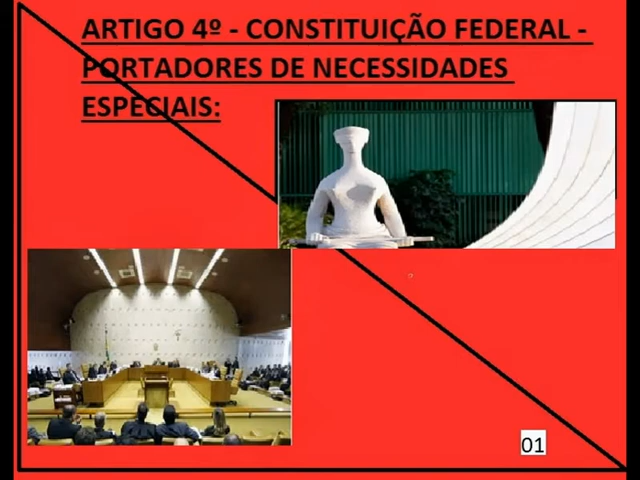 ARTIGO 4º - CONSTITUIÇÃO FEDERAL -
PORTADORES DE NECESSIDADES
ESPECIAIS:
01